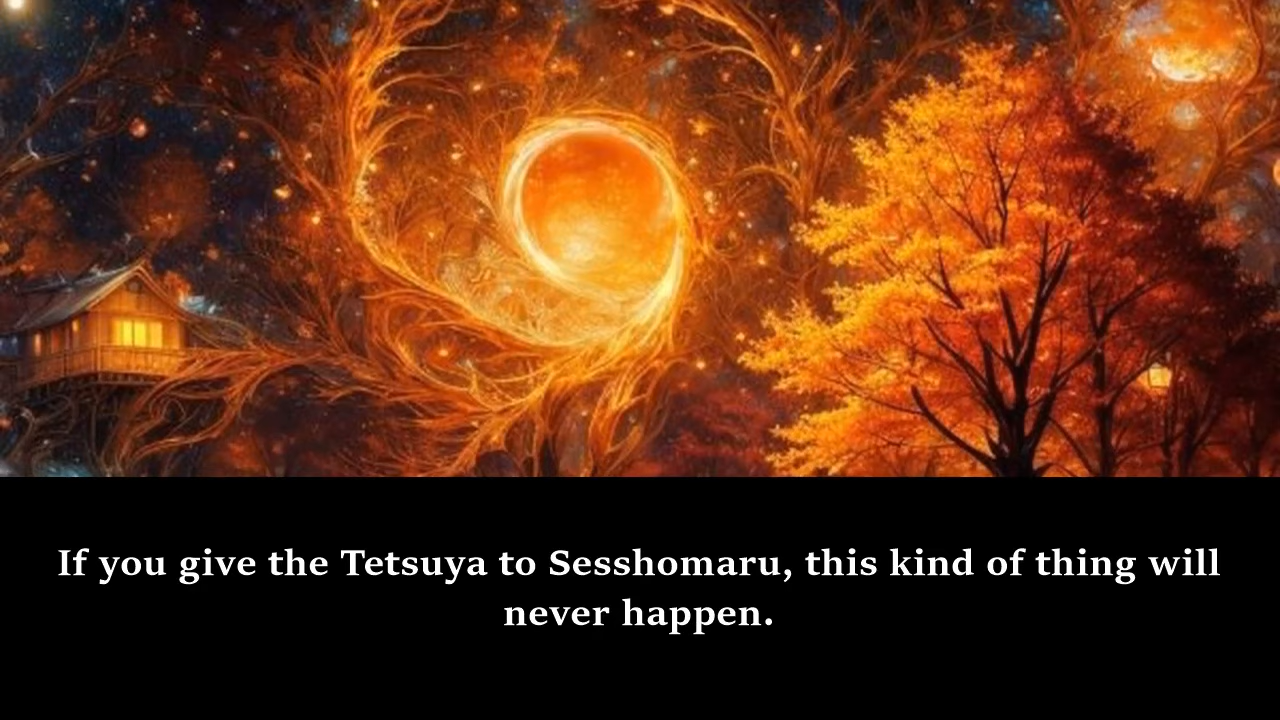 If you give the Tetsuya to Sesshomaru, this kind of thing will
never happen.